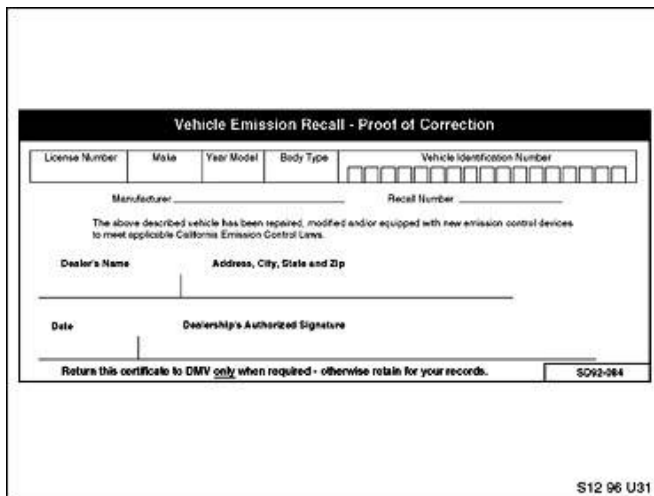 Vehicle Emission Recall - Proof of Correction
License Number Make Year Model Body Type Vehicle Identification Number
Manufacturer Recall Number
The above described vehicle has been repaired, modified and/or equipped with new emission control devices
to meet applicable California Emission Control Laws.
Dealer's Name Address, City, State and Zip
Date Dealership's Authorized Signature
Return this certificate to DMV only when required - otherwise retain for your records. SD92-084
S12 96 U31